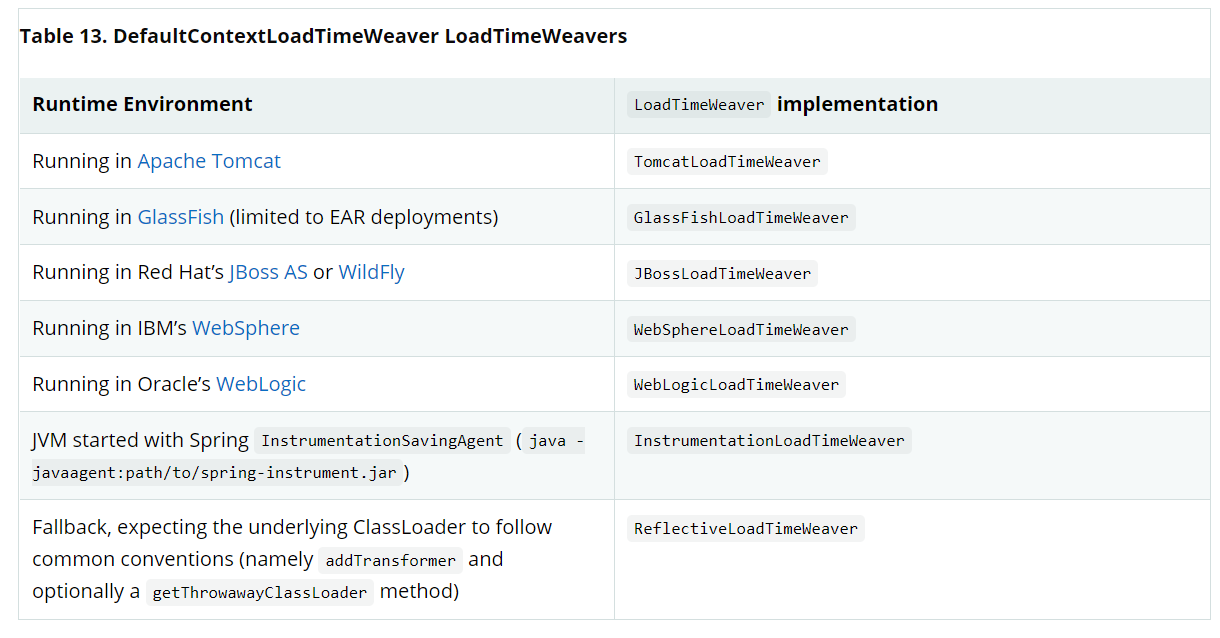 Table 13. DefaultContextLoadTimeWeaver LoadTimeWeavers
Runtime Environment
LoadTimeWeaver implementation
Running in Apache Tomcat
TomcatLoadTimeWeaver
Running in GlassFish (limited to EAR deployments)
GlassFishLoadTimeWeaver
Running in Red Hat’s JBoss AS or WildFly
JBossLoadTimeWeaver
Running in IBM’s WebSphere
WebSphereLoadTimeWeaver
Running in Oracle’s WebLogic
WebLogicLoadTimeWeaver
JVM started with Spring InstrumentationSavingAgent (java -
javaagent:path/to/spring-instrument.jar)
InstrumentationLoadTimeWeaver
Fallback, expecting the underlying ClassLoader to follow
common conventions (namely addTransformer and
optionally a getThrowawayClassLoader method)
ReflectiveLoadTimeWeaver